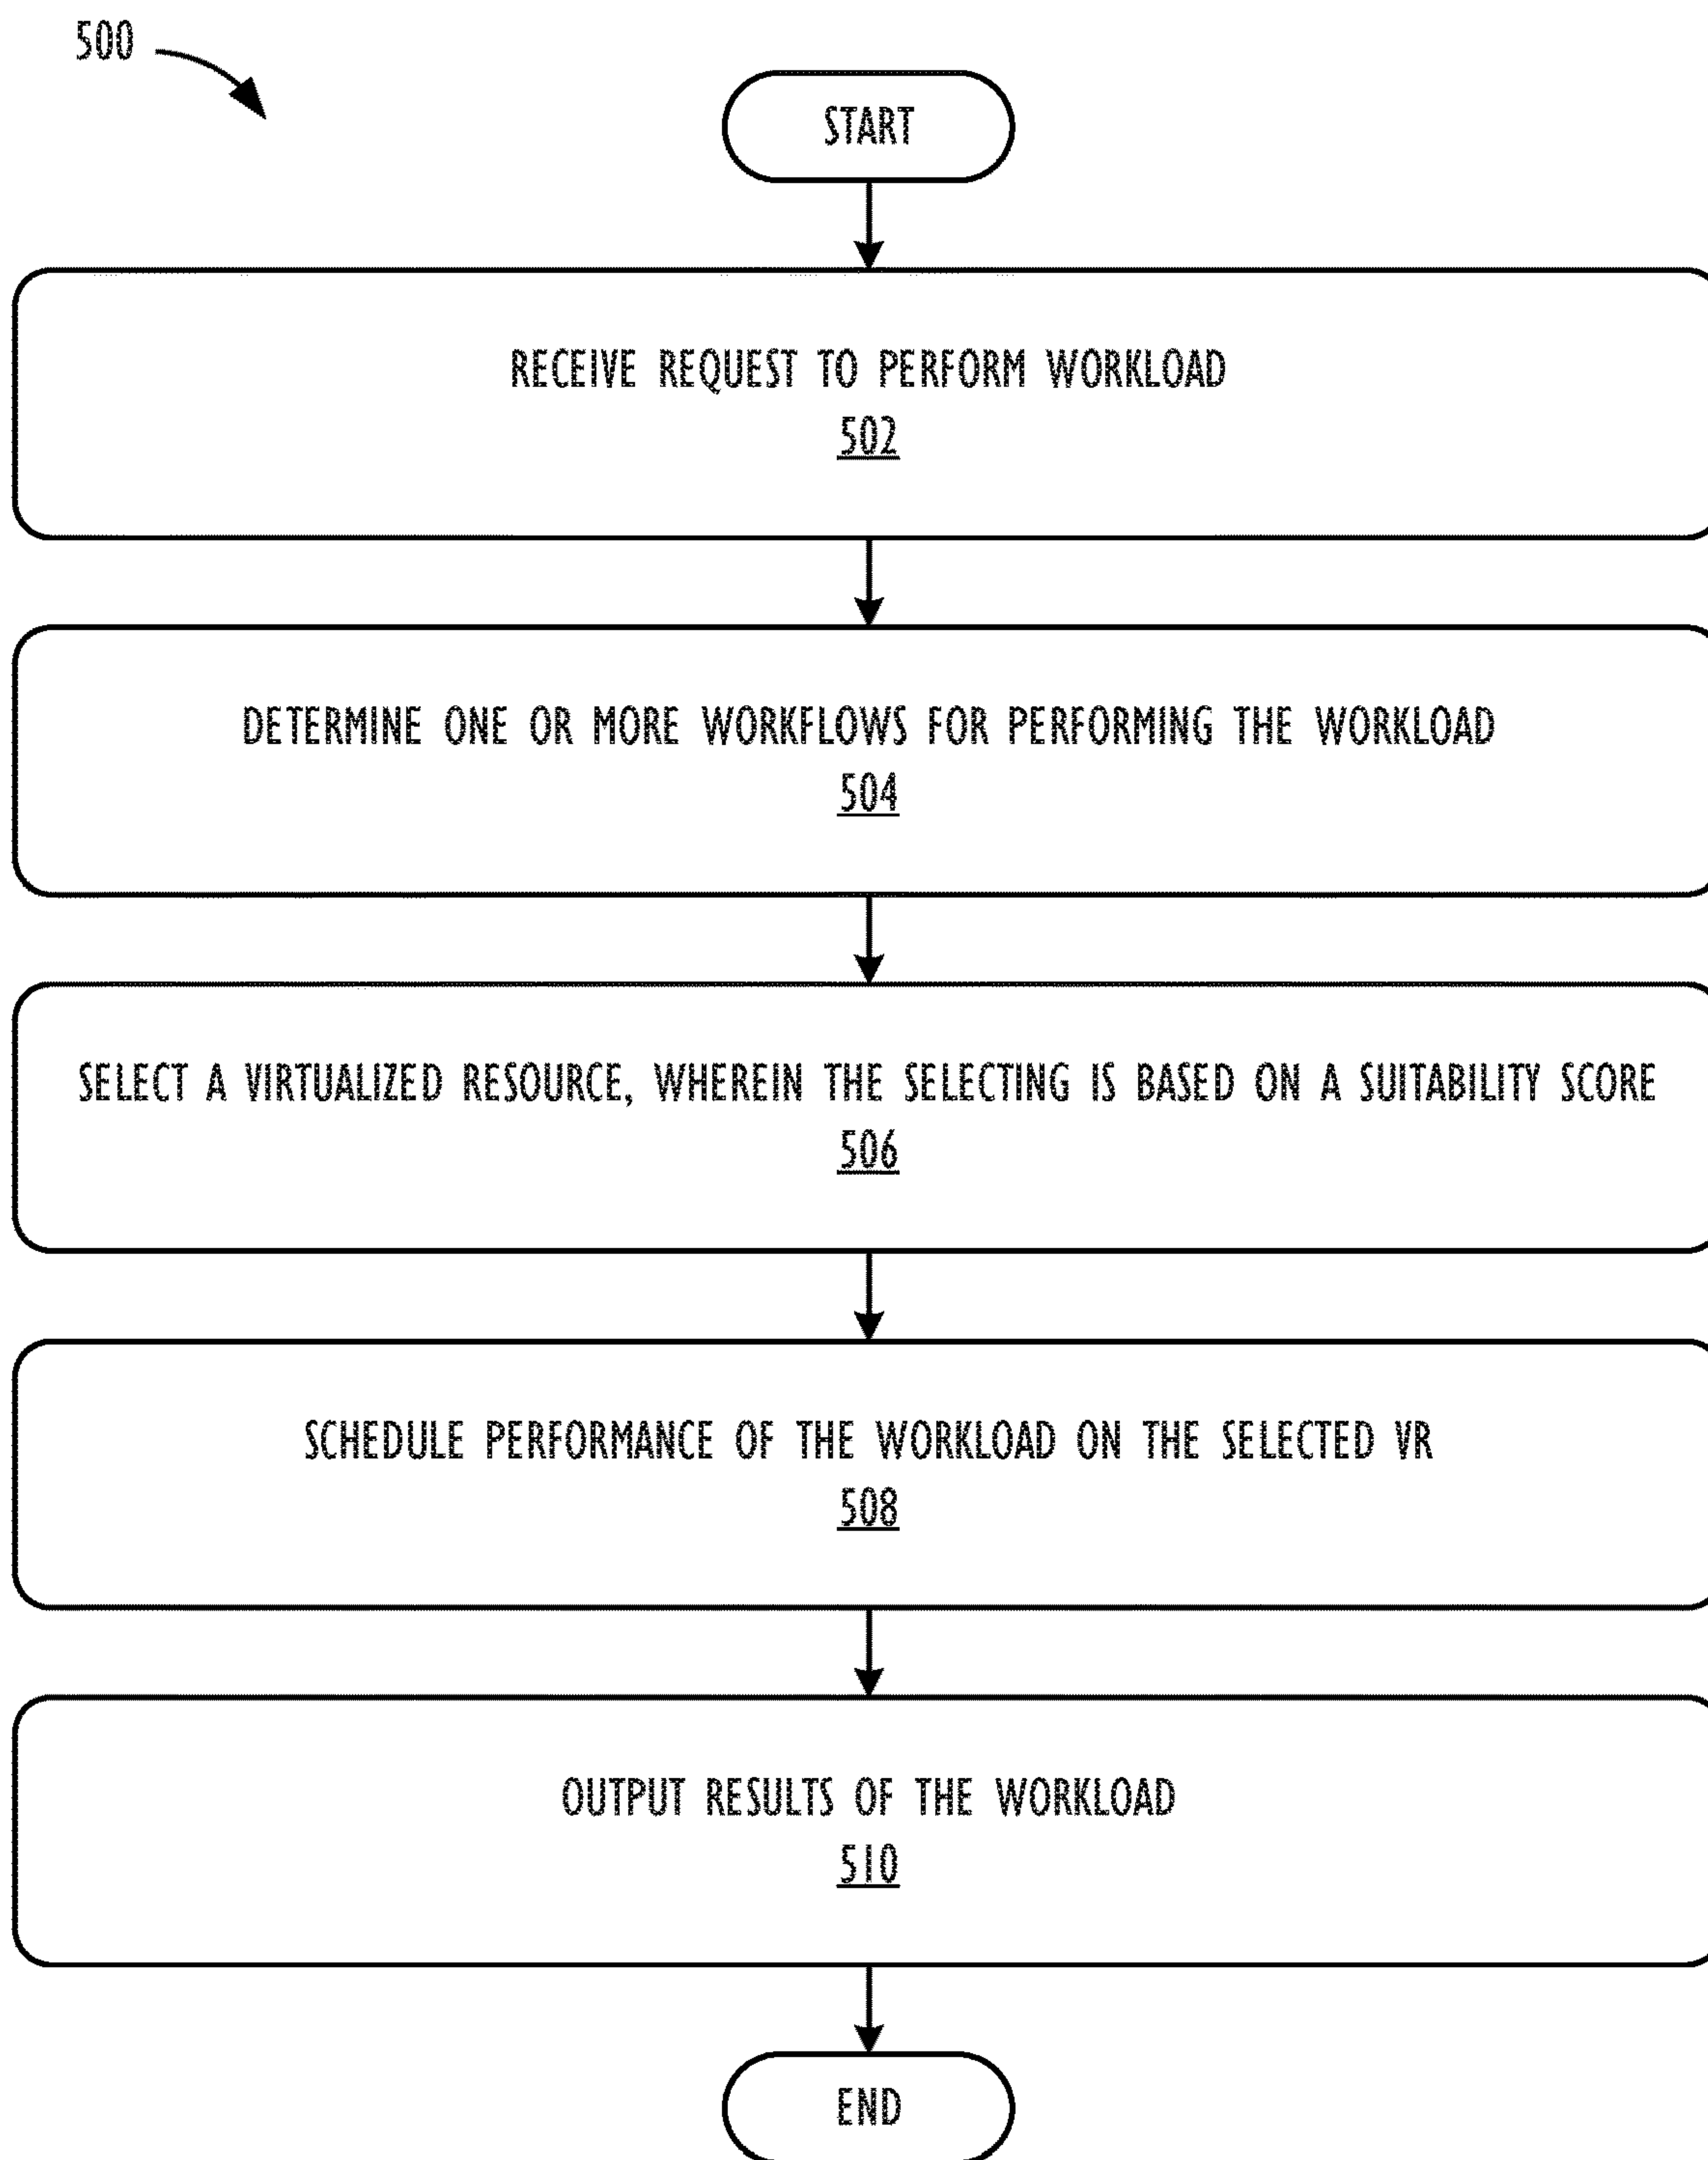 500
START
RECEIVE REQUEST TO PERFORM WORKLOAD
502
DETERMINE ONE OR MORE WORKFLOWS FOR PERFORMING THE WORKLOAD
504
SELECT A VIRTUALIZED RESOURCE, WHEREIN THE SELECTING IS BASED ON A SUITABILITY SCORE
506
SCHEDULE PERFORMANCE OF THE WORKLOAD ON THE SELECTED VR
508
OUTPUT RESULTS OF THE WORKLOAD
510
END